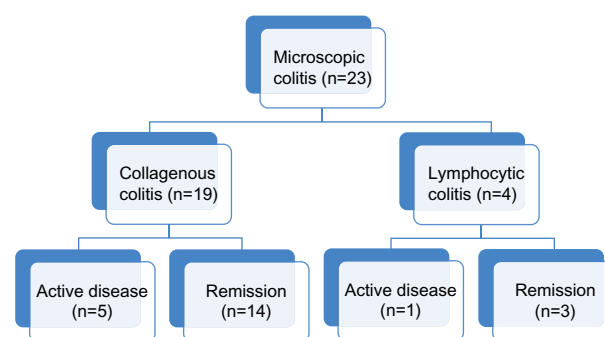 Microscopic
colitis (n=23)
Collagenous
colitis (n=19)
Lymphocytic
colitis (n=4)
Active disease
(n=5)
Remission
(n=14)
Active disease
(n=1)
Remission
(n=3)